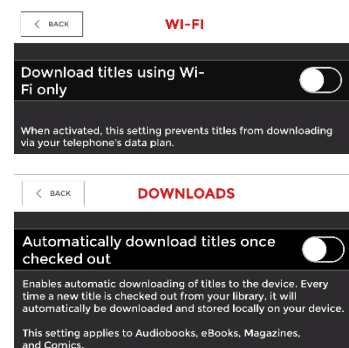 BACK WI-FI
Download titles using Wi-
Fi only
When activated, this setting prevents titles from downloading
via your telephone's data plan.
BACK DOWNLOADS
Automatically download titles once
checked out
Enables automatic downloading of titles to the device. Every
time a new title is checked out from your library, it will
automatically be downloaded and stored locally on your device.
This setting applies to Audiobooks, eBooks, Magazines,
and Comics.